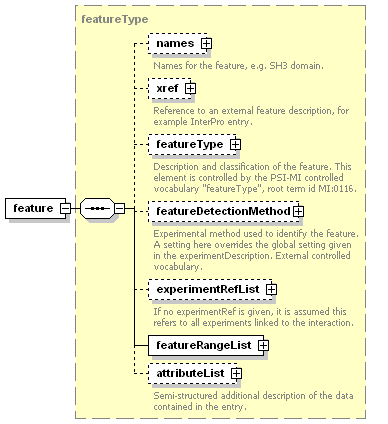 featureType
names
Names for the feature, e.g. SH3 domain.
xref
Reference to an external feature description, for
example InterPro entry.
featureType
Description and classification of the feature. This
element is controlled by the PSI-MI controlled
vocabulary "featureType", root term id MI:0116.
feature
featureDetectionMethod
Experimental method used to identify the feature.
A setting here overrides the global setting given
in the experimentDescription. External controlled
vocabulary.
experimentRefList
If no experimentRef is given, it is assumed this
refers to all experiments linked to the interaction.
featureRangeList
attributeList
Semi-structured additional description of the data
contained in the entry.